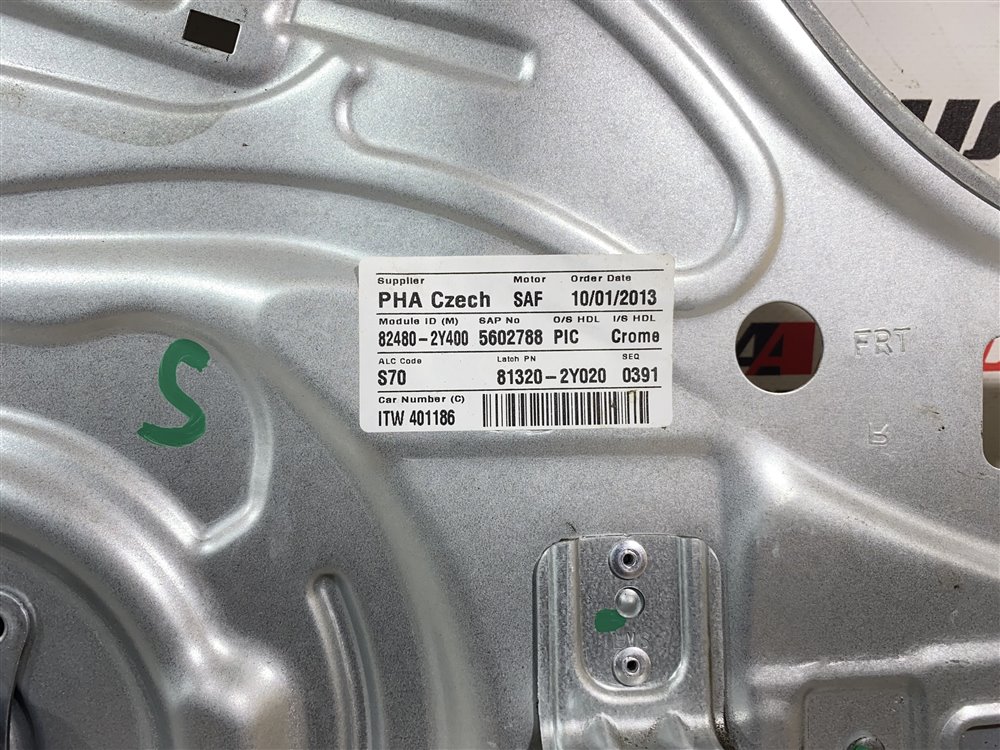 Supplier Motor Order Date
PHA Czech SAF 10/01/2013
Module ID (M) SAP No O/S HDL I/S HDL
82480-2Y400 5602788 PIC Crome
ALC Code Latch PN SEQ
S70 81320-2Y020 0391
Car Number (C)
ITW 401186
S
FRT
R